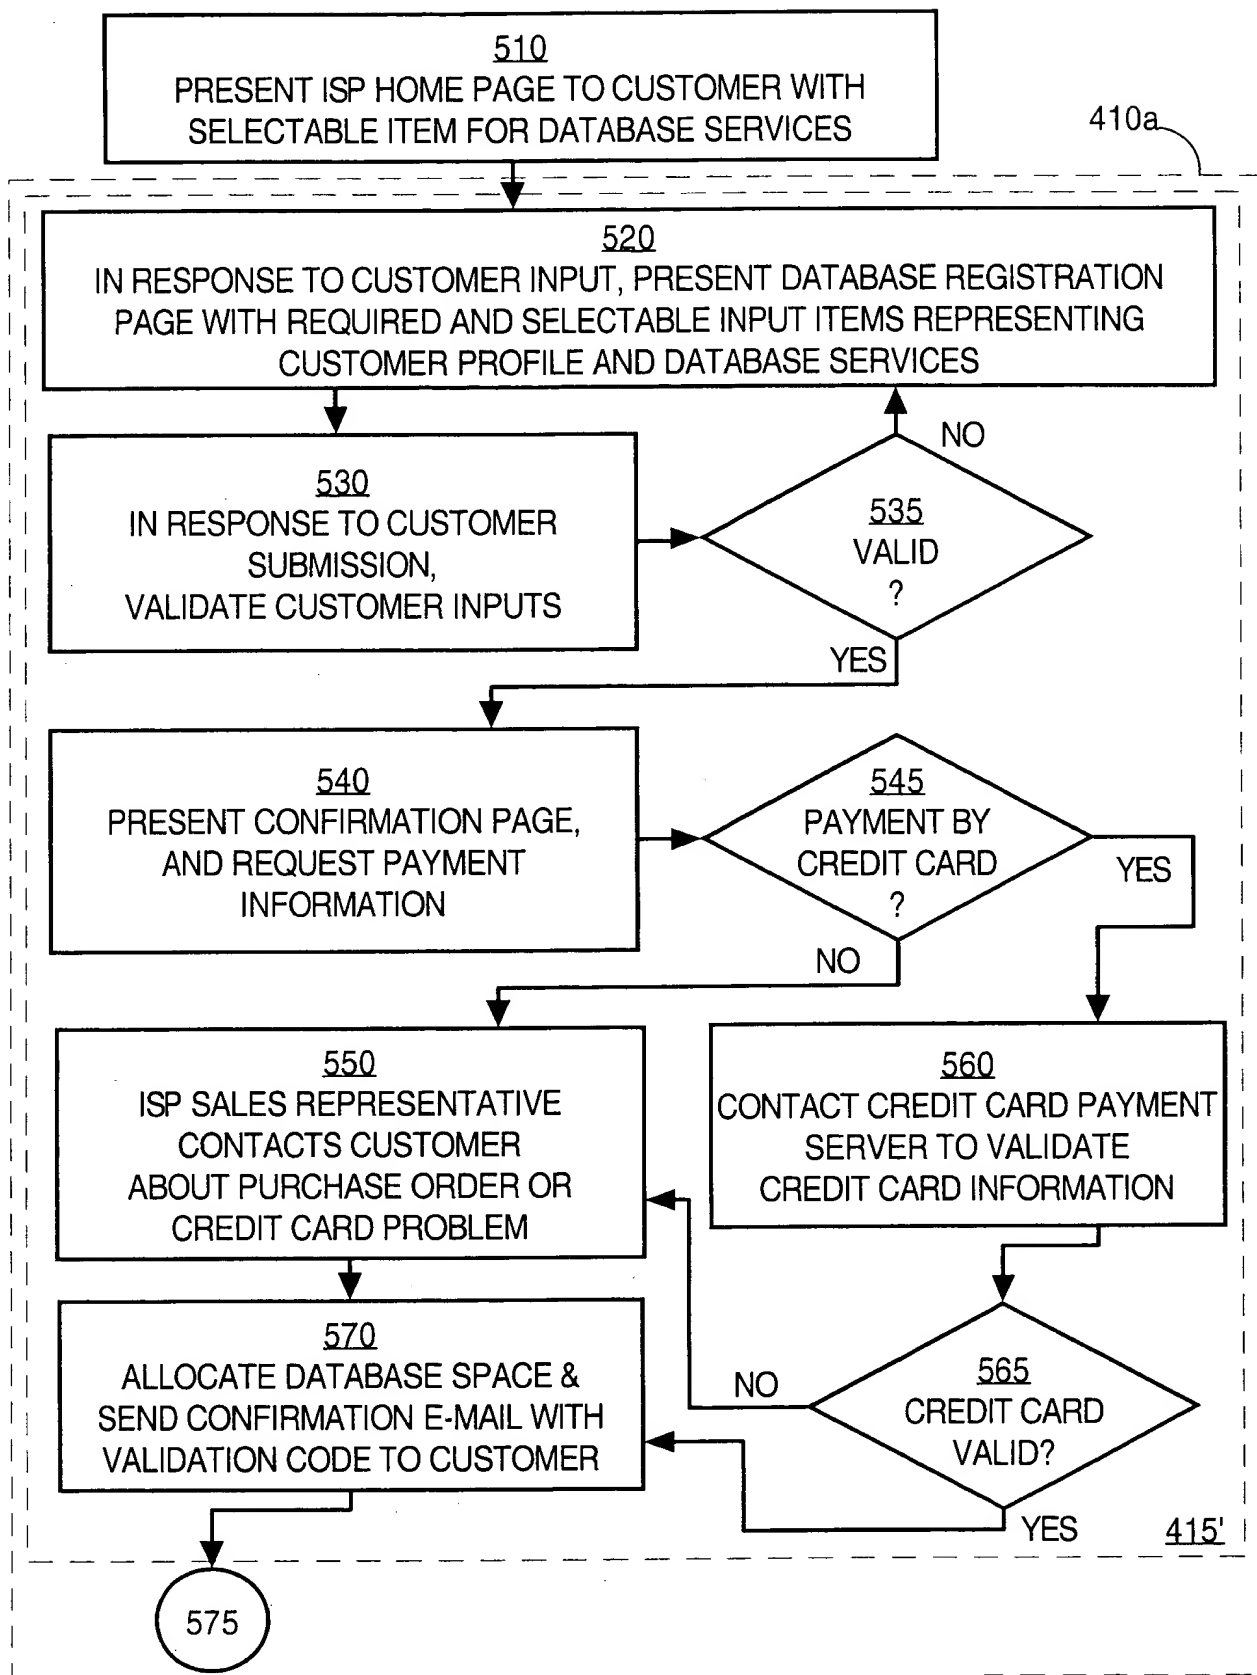 510
PRESENT ISP HOME PAGE TO CUSTOMER WITH
SELECTABLE ITEM FOR DATABASE SERVICES
410a
520
IN RESPONSE TO CUSTOMER INPUT, PRESENT DATABASE REGISTRATION
PAGE WITH REQUIRED AND SELECTABLE INPUT ITEMS REPRESENTING
CUSTOMER PROFILE AND DATABASE SERVICES
530
IN RESPONSE TO CUSTOMER
SUBMISSION,
VALIDATE CUSTOMER INPUTS
NO
535
VALID
?
YES
540
PRESENT CONFIRMATION PAGE,
AND REQUEST PAYMENT
INFORMATION
545
PAYMENT BY
CREDIT CARD
?
YES
NO
550
ISP SALES REPRESENTATIVE
CONTACTS CUSTOMER
ABOUT PURCHASE ORDER OR
CREDIT CARD PROBLEM
560
CONTACT CREDIT CARD PAYMENT
SERVER TO VALIDATE
CREDIT CARD INFORMATION
570
ALLOCATE DATABASE SPACE &
SEND CONFIRMATION E-MAIL WITH
VALIDATION CODE TO CUSTOMER
NO
565
CREDIT CARD
VALID?
YES
415'
575